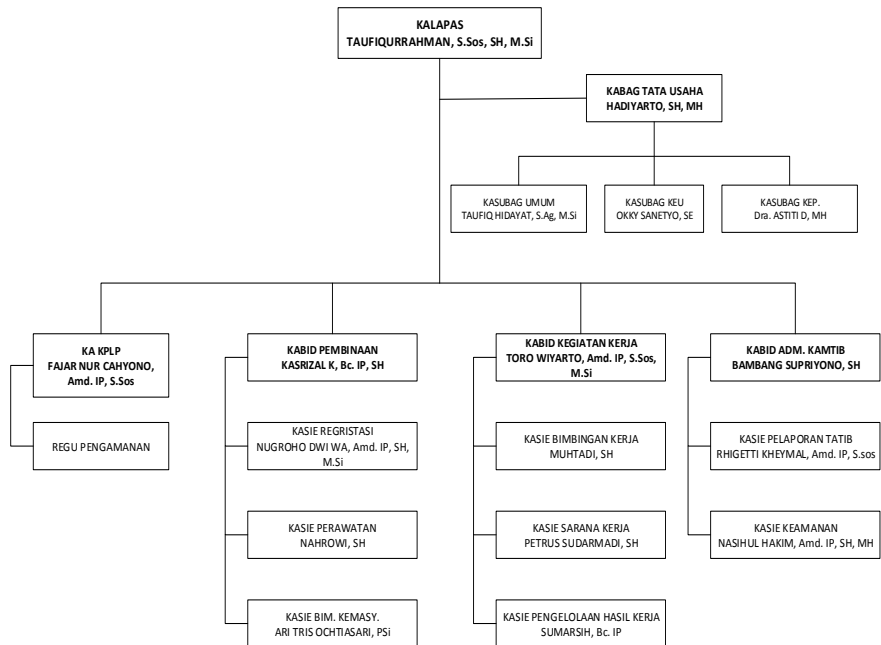 KALAPAS
TAUFIQURRAHMAN, S.Sos, SH, M.Si
KABAG TATA USAHA
HADIYARTO, SH, MH
KASUBAG UMUM
TAUFIQ HIDAYAT, S.Ag, M.Si
KASUBAG KEU
OKKY SANETYO, SE
KASUBAG KEP.
Dra. ASTITI D, MH
KA KPLP
FAJAR NUR CAHYONO,
Amd. IP, S.Sos
REGU PENGAMANAN
KABID PEMBINAAN
KASRIZAL K, Bc. IP, SH
KASIE REGRISTASI
NUGROHO DWI WA, Amd. IP, SH,
M.Si
KASIE PERAWATAN
NAHROWI, SH
KASIE BIM. KEMASY.
ARI TRIS OCHTIASARI, PSi
KABID KEGIATAN KERJA
TORO WIYARTO, Amd. IP, S.Sos,
M.Si
KASIE BIMBINGAN KERJA
MUHTADI, SH
KASIE SARANA KERJA
PETRUS SUDARMADI, SH
KASIE PENGELOLAAN HASIL KERJA
SUMARSIH, Bc. IP
KABID ADM. KAMTIB
BAMBANG SUPRIYONO, SH
KASIE PELAPORAN TATIB
RHIGETTI KHEYMAL, Amd. IP, S.sos
KASIE KEAMANAN
NASIHUL HAKIM, Amd. IP, SH, MH